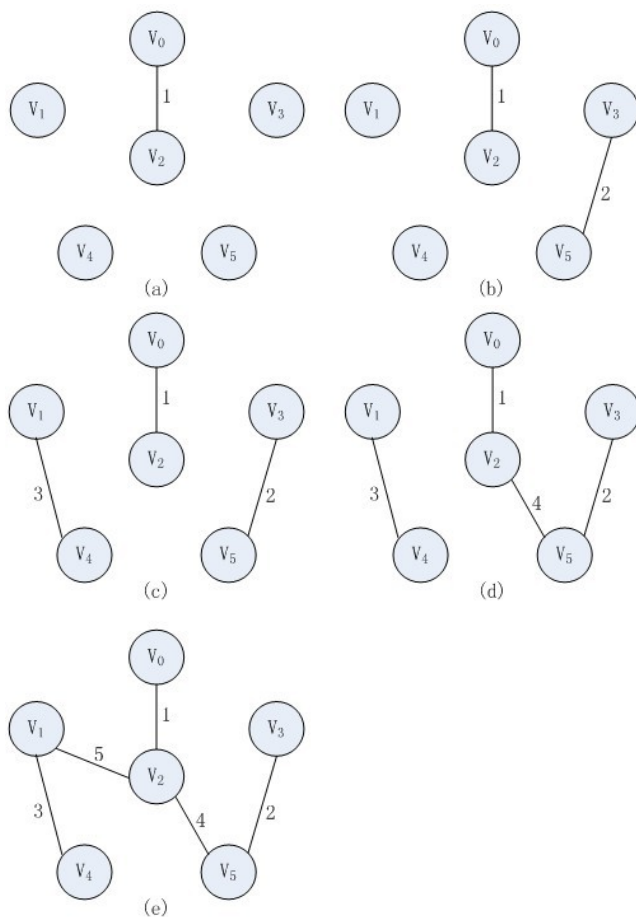 V₀ V₀
1 1
V₁ V₃ V₁ V₃
V₂ V₂
2
V₄ V₅ V₄ V₅
(a) (b)
V₀ V₀
1 1
V₁ V₃ V₁ V₃
V₂ V₂
3 2 3 4 2
V₄ V₅ V₄ V₅
(c) (d)
V₀
1
V₁ V₃
5
V₂
3 4 2
V₄ V₅
(e)